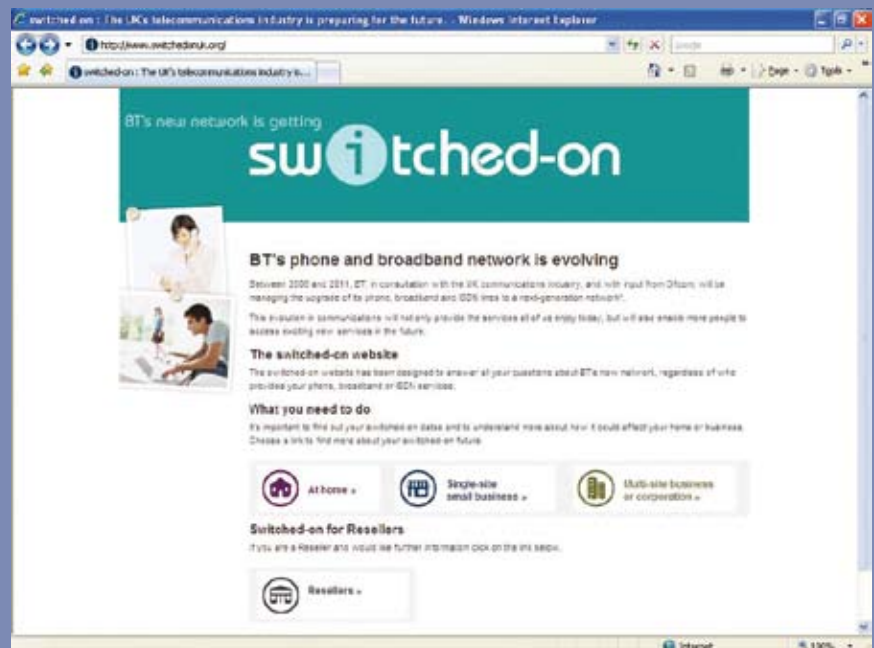 switched-on : The UK's telecommunications industry is preparing for the future. - Windows Internet Explorer
http://www.switchedonuk.org/
switched-on : The UK's telecommunications industry is...
Page
Tools
BT's new network is getting
switched-on
BT's phone and broadband network is evolving
Between 2006 and 2011, BT, in consultation with the UK communications industry, and with input from Ofcom, will be
managing the upgrade of its phone, broadband and ISDN lines to a next-generation network*.
This evolution in communications will not only provide the services all of us enjoy today, but will also enable more people to
access exciting new services in the future.
The switched-on website
The switched-on website has been designed to answer all your questions about BT's new network, regardless of who
provides your phone, broadband or ISDN services.
What you need to do
It's important to find out your switched-on dates and to understand more about how it could affect your home or business.
Choose a link to find more about your switched-on future.
At home »
Single-site
small business »
Multi-site business
or corporation »
Switched-on for Resellers
If you are a Reseller and would like further information click on the link below.
Resellers »
Internet
100%